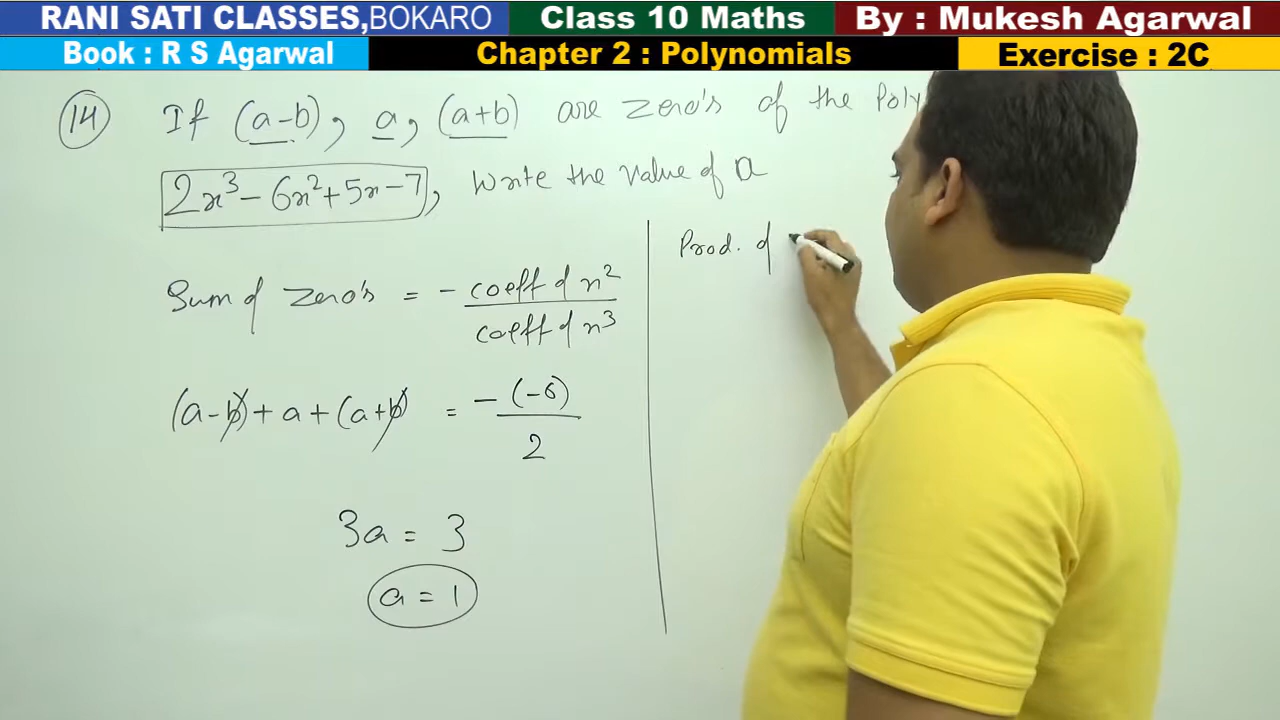 RANI SATI CLASSES,BOKARO Class 10 Maths By : Mukesh Agarwal
Book : R S Agarwal Chapter 2 : Polynomials Exercise : 2C
14 If (a-b), a, (a+b) are zero's of the Poly
2x³-6x²+5x-7, Write the value of a
Sum of zero's = - coeff of x² / coeff of x³
(a-b) + a + (a+b) = - (-6) / 2
3a = 3
a = 1
Prod. of